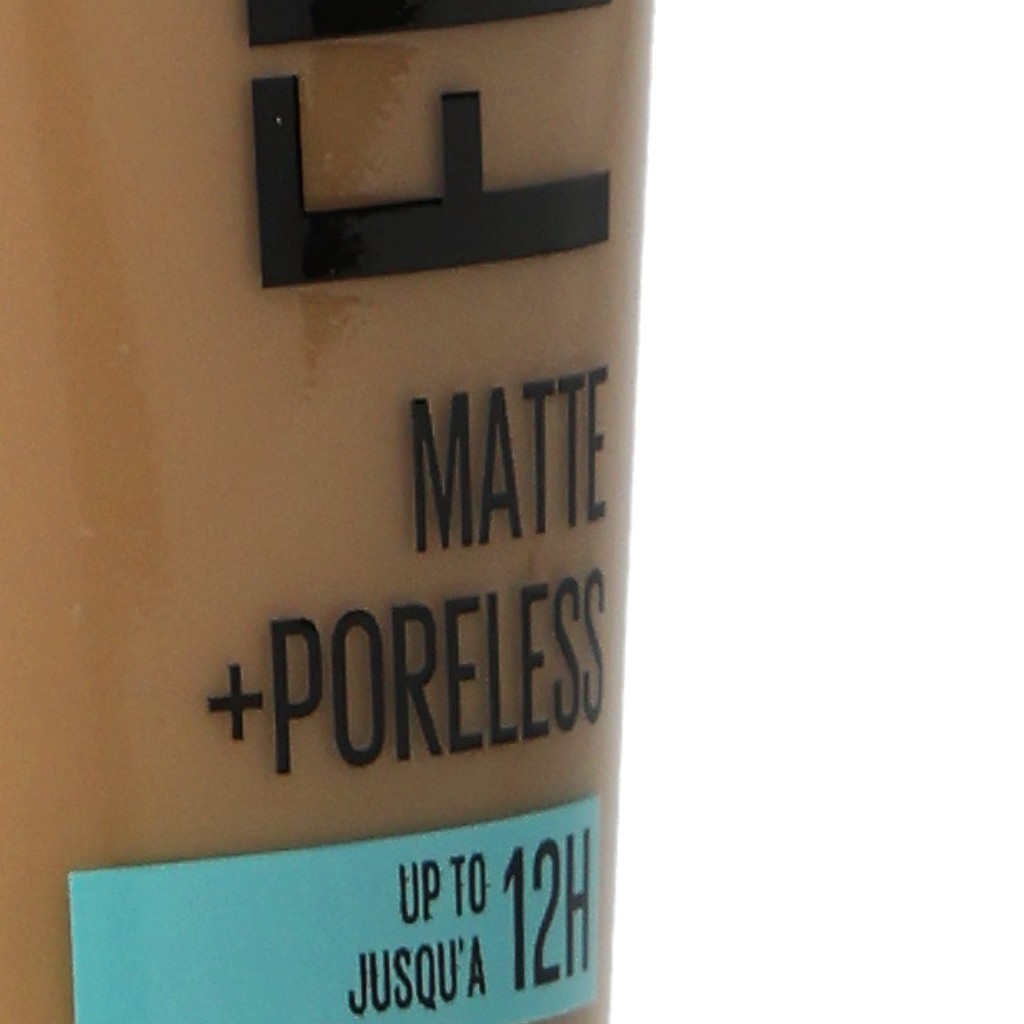 F
MATTE
+PORELESS
UP TO
JUSQU'A
12H